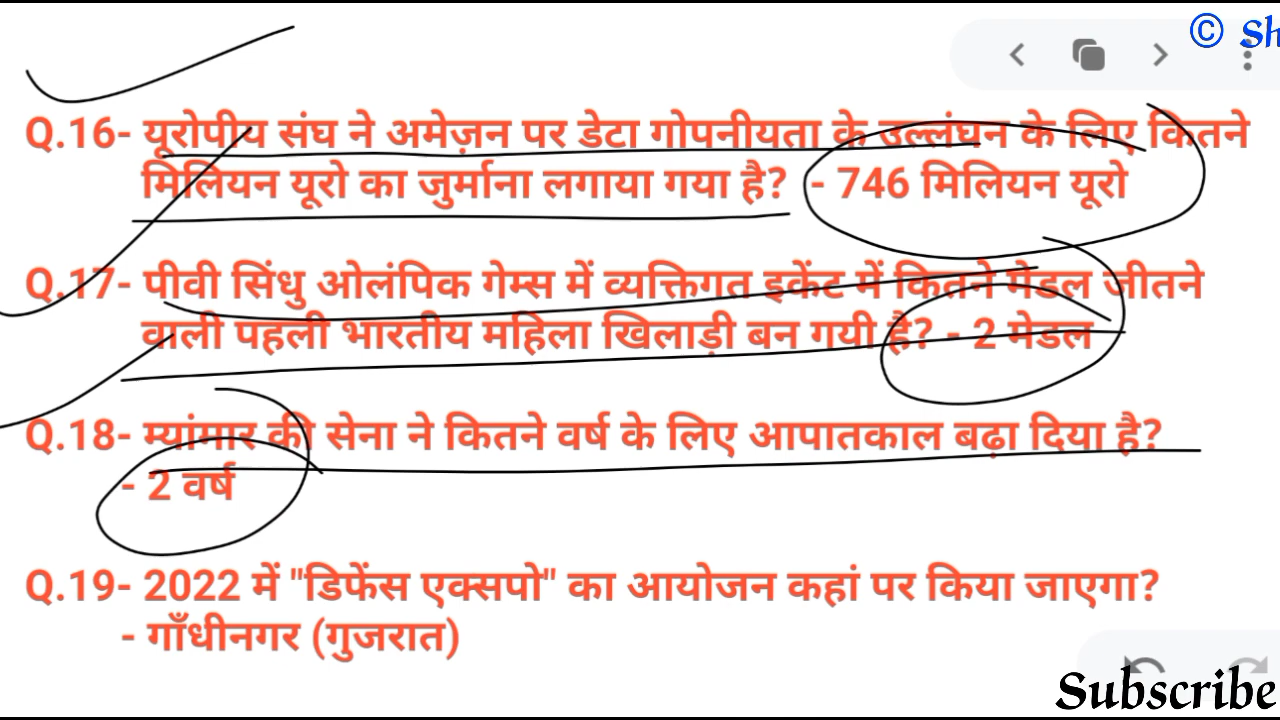 © Sh
Q.16- यूरोपीय संघ ने अमेज़न पर डेटा गोपनीयता के उल्लंघन के लिए कितने
मिलियन यूरो का जुर्माना लगाया गया है? - 746 मिलियन यूरो
Q.17- पीवी सिंधु ओलंपिक गेम्स में व्यक्तिगत इकेंट में कितने मेडल जीतने
वाली पहली भारतीय महिला खिलाड़ी बन गयी है? - 2 मेडल
Q.18- म्यांमार की सेना ने कितने वर्ष के लिए आपातकाल बढ़ा दिया है?
- 2 वर्ष
Q.19- 2022 में "डिफेंस एक्सपो" का आयोजन कहां पर किया जाएगा?
- गाँधीनगर (गुजरात)
Subscribe